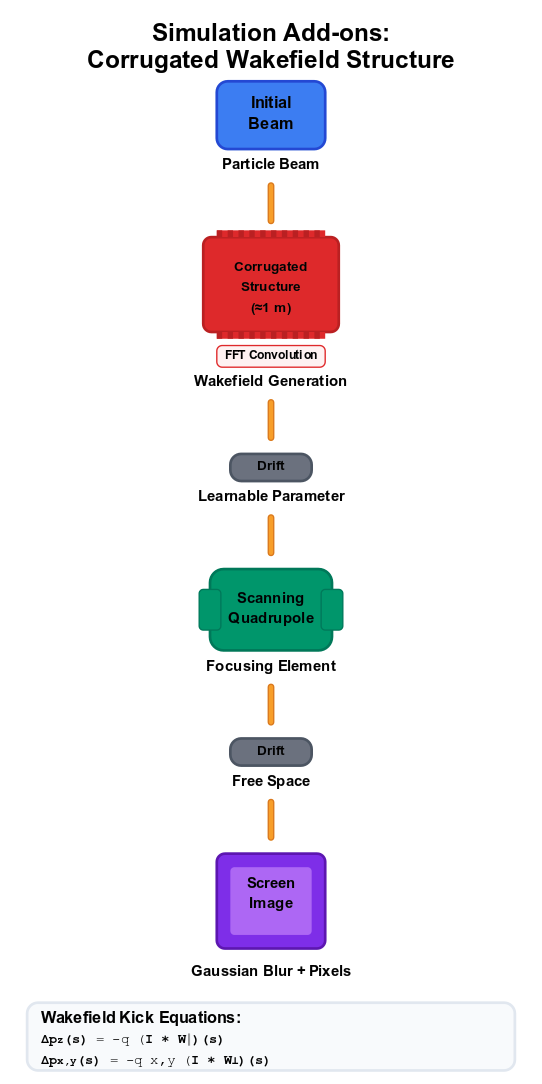 Simulation Add-ons:
Corrugated Wakefield Structure
Initial
Beam
Particle Beam
Corrugated
Structure
(≈1 m)
FFT Convolution
Wakefield Generation
Drift
Learnable Parameter
Scanning
Quadrupole
Focusing Element
Drift
Free Space
Screen
Image
Gaussian Blur + Pixels
Wakefield Kick Equations:
Δpz(s) = −q (I * W∥)(s)
Δpx,y(s) = −q x,y (I * W⊥)(s)